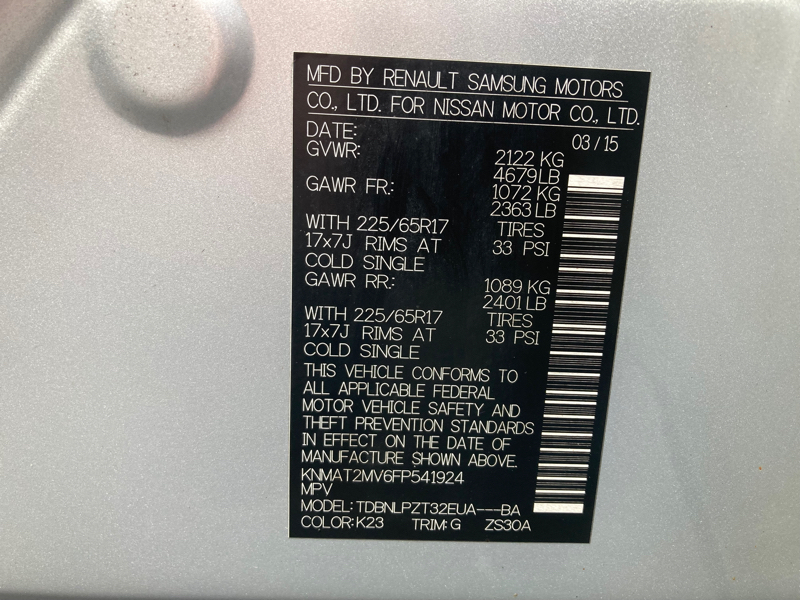 MFD BY RENAULT SAMSUNG MOTORS
CO., LTD. FOR NISSAN MOTOR CO., LTD.
DATE: 03 / 15
GVWR: 2122 KG
4679 LB
GAWR FR.: 1072 KG
2363 LB
WITH 225/65R17 TIRES
17x7J RIMS AT 33 PSI
COLD SINGLE
GAWR RR.: 1089 KG
2401 LB
WITH 225/65R17 TIRES
17x7J RIMS AT 33 PSI
COLD SINGLE
THIS VEHICLE CONFORMS TO
ALL APPLICABLE FEDERAL
MOTOR VEHICLE SAFETY AND
THEFT PREVENTION STANDARDS
IN EFFECT ON THE DATE OF
MANUFACTURE SHOWN ABOVE.
KNMAT2MV6FP541924
MPV
MODEL: TDBNLPZT32EUA---BA
COLOR: K23 TRIM: G ZS30A